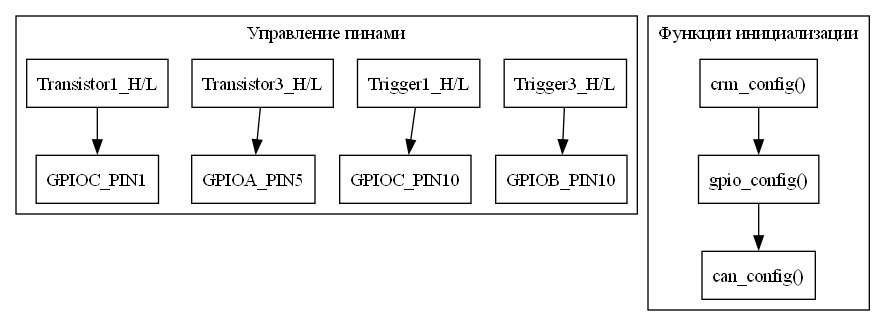 Управление пинами
Transistor1_H/L
Transistor3_H/L
Trigger1_H/L
Trigger3_H/L
GPIOC_PIN1
GPIOA_PIN5
GPIOC_PIN10
GPIOB_PIN10
Функции инициализации
crm_config()
gpio_config()
can_config()